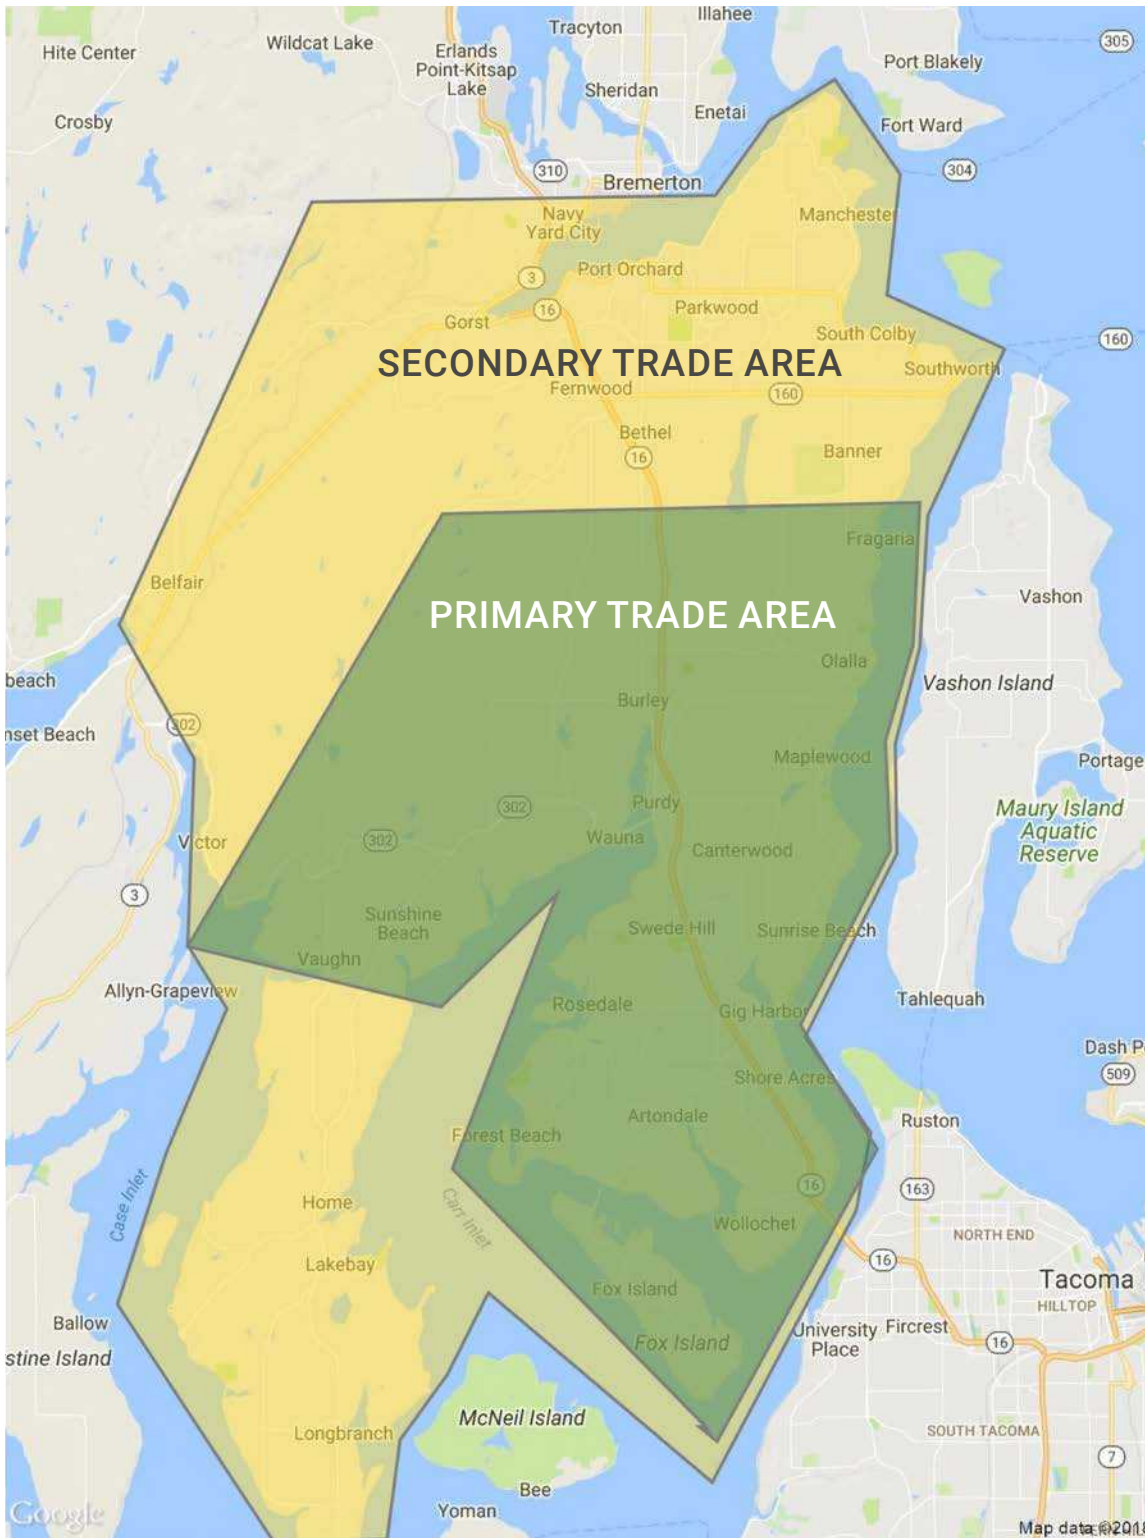 Illahee
Tracyton
Hite Center
Wildcat Lake
Erlands
Point-Kitsap
Lake
305
Port Blakely
Sheridan
Enetai
Crosby
Fort Ward
310
304
Bremerton
Navy
Yard City
Manchester
Port Orchard
3
16
Parkwood
Gorst
South Colby
160
SECONDARY TRADE AREA
Southworth
Fernwood
160
Bethel
16
Banner
Fragaria
Belfair
Vashon
PRIMARY TRADE AREA
Olalla
beach
Vashon Island
Burley
302
nset Beach
Maplewood
Portage
302
Purdy
Maury Island
Aquatic
Reserve
Victor
302
Wauna
Canterwood
3
Sunshine
Beach
Swede Hill
Sunrise Beach
Vaughn
Allyn-Grapeview
Rosedale
Gig Harbor
Tahlequah
Dash P
509
Shore Acres
Artondale
Ruston
Forest Beach
16
163
Case Inlet
Home
Carr Inlet
Wollochet
NORTH END
Lakebay
16
Tacoma
Fox Island
HILLTOP
Ballow
University
Place
Fircrest
16
Fox Island
stine Island
McNeil Island
Longbranch
SOUTH TACOMA
7
Bee
Yoman
Google
Map data ©201